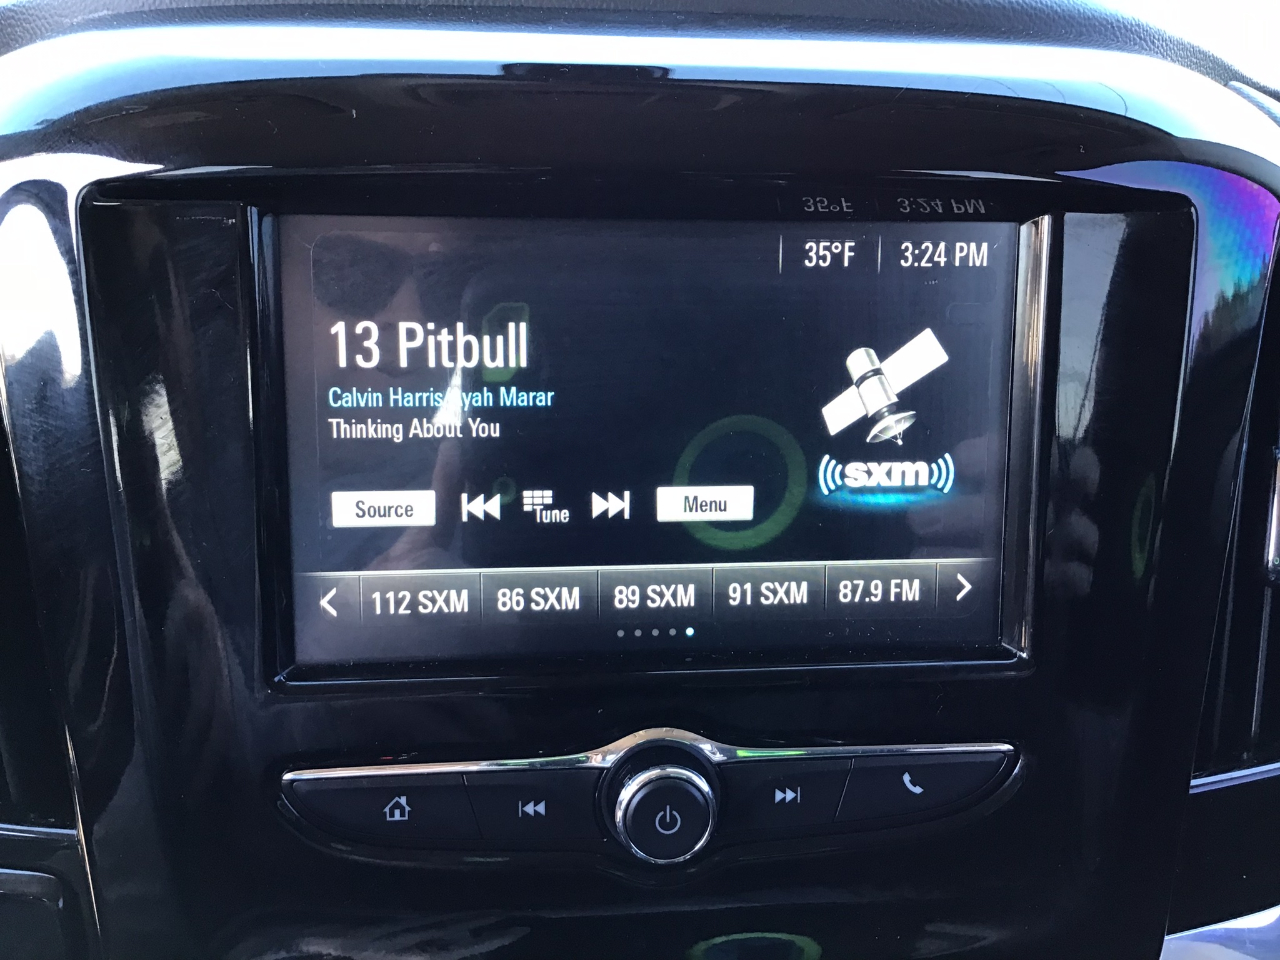 35°F 3:24 PM
13 Pitbull
Calvin Harris/Ayah Marar
Thinking About You
((sxm))
Source Tune Menu
112 SXM 86 SXM 89 SXM 91 SXM 87.9 FM